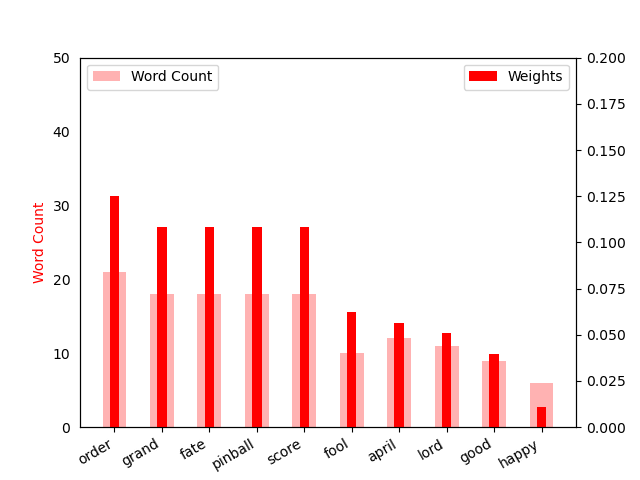 50
40
30
20
10
0
Word Count
Word Count
Weights
0.200
0.175
0.150
0.125
0.100
0.075
0.050
0.025
0.000
order
grand
fate
pinball
score
fool
april
lord
good
happy